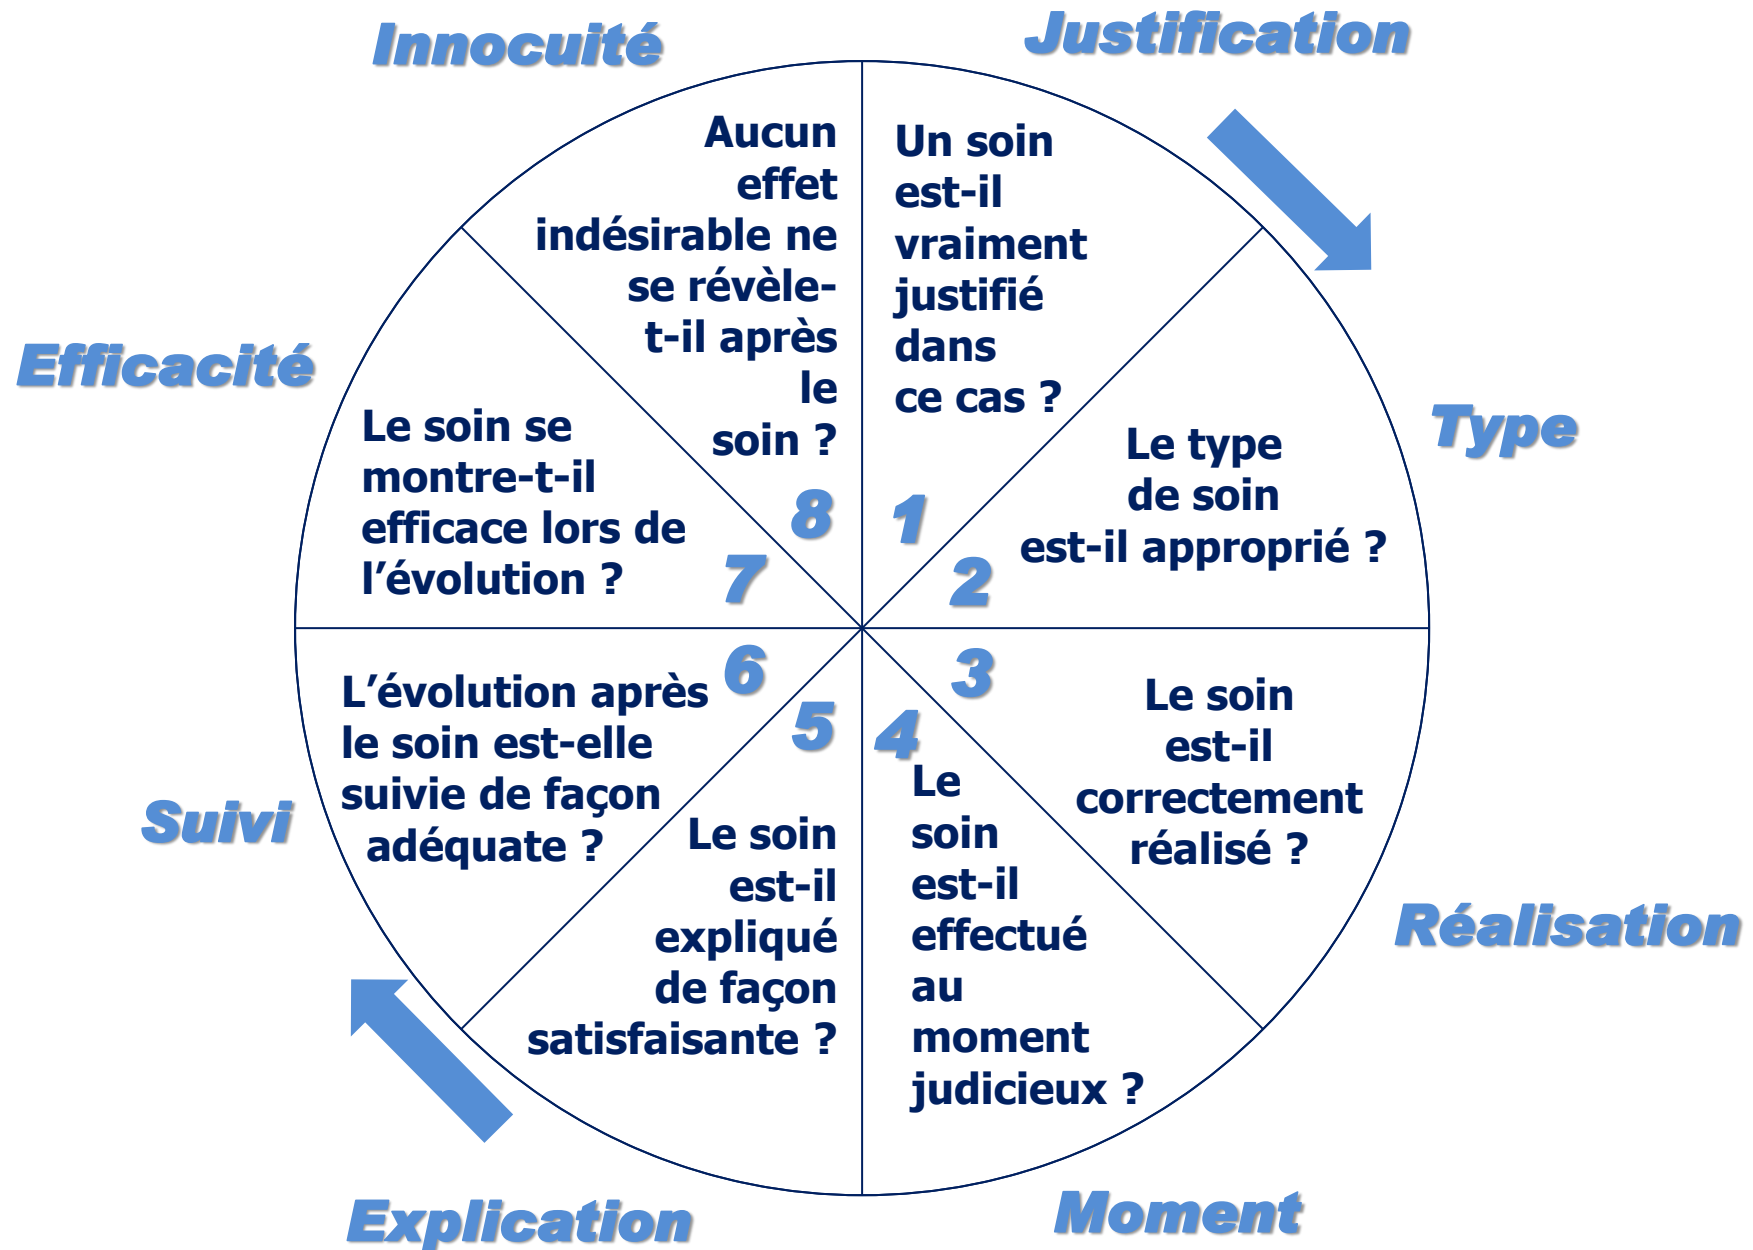 Justification
Un soin
est-il
vraiment
justifié
dans
ce cas ?
1
Type
Le type
de soin
est-il approprié ?
2
Réalisation
3
Le soin
est-il
correctement
réalisé ?
Moment
4
Le
soin
est-il
effectué
au
moment
judicieux ?
Explication
5
Le soin
est-il
expliqué
de façon
satisfaisante ?
Suivi
6
L’évolution après
le soin est-elle
suivie de façon
adéquate ?
Efficacité
Le soin se
montre-t-il
efficace lors de
l’évolution ?
7
Innocuité
Aucun
effet
indésirable ne
se révèle-
t-il après
le
soin ?
8